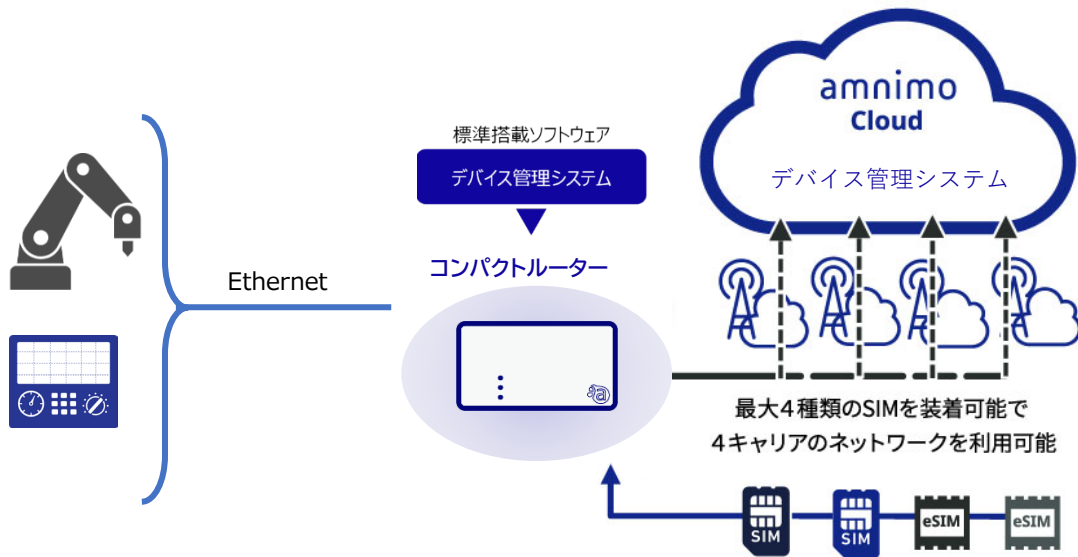 amnimo
Cloud
デバイス管理システム
標準搭載ソフトウェア
デバイス管理システム
コンパクトルーター
Ethernet
a
最大4種類のSIMを装着可能で
4キャリアのネットワークを利用可能
SIM
SIM
eSIM
eSIM